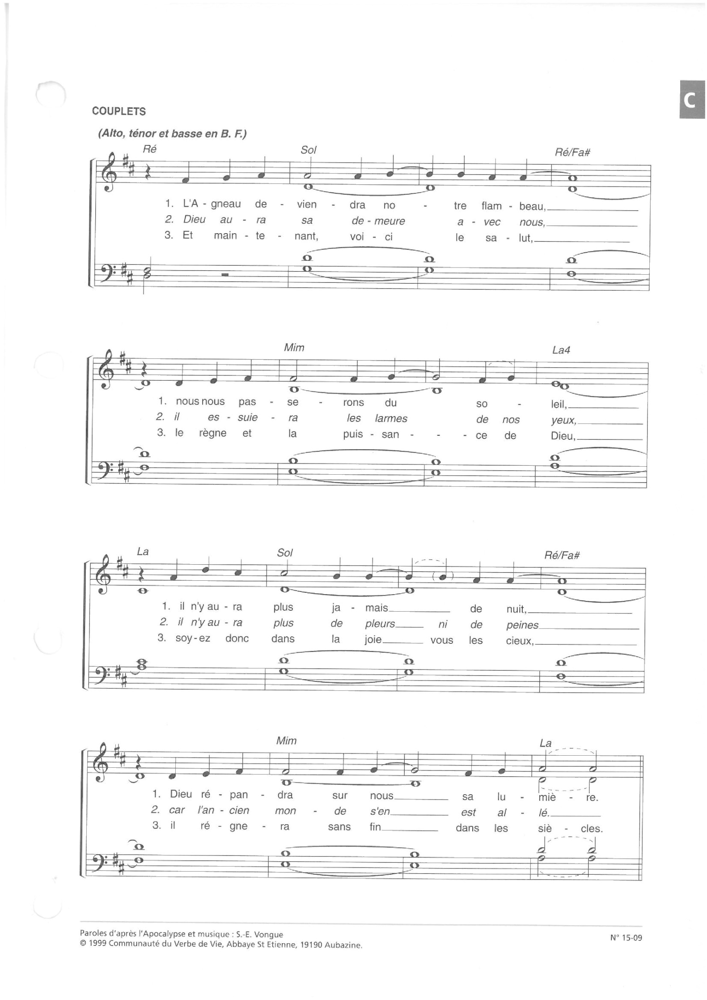 C
COUPLETS
(Alto, ténor et basse en B. F.)
Ré Sol Ré/Fa#
1. L'A - gneau de - vien - dra no - tre flam - beau,
2. Dieu au - ra sa de - meure a - vec nous,
3. Et main - te - nant, voi - ci le sa - lut,
Mim La4
1. nous nous pas - se - rons du so - leil,
2. il es - suie - ra les larmes de nos yeux,
3. le règne et la puis - san - - - ce de Dieu,
La Sol Ré/Fa#
1. il n'y au - ra plus ja - mais de nuit,
2. il n'y au - ra plus de pleurs ni de peines
3. soy - ez donc dans la joie vous les cieux,
Mim La
1. Dieu ré - pan - dra sur nous sa lu - miè - re.
2. car l'an - cien mon - de s'en est al - lé.
3. il ré - gne - ra sans fin dans les siè - cles.
Paroles d'après l'Apocalypse et musique : S.-E. Vongue
© 1999 Communauté du Verbe de Vie, Abbaye St Etienne, 19190 Aubazine.
N° 15-09